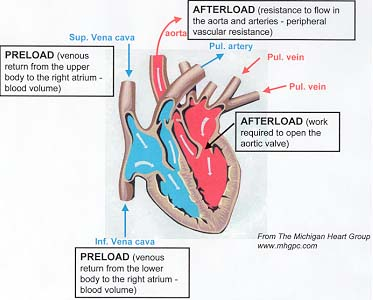 AFTERLOAD (resistance to flow in
the aorta and arteries - peripheral
vascular resistance)
Sup. Vena cava
aorta
Pul. artery
Pul. vein
PRELOAD (venous
return from the upper
body to the right atrium -
blood volume)
Pul. vein
AFTERLOAD (work
required to open the
aortic valve)
From The Michigan Heart Group
www.mhgpc.com
Inf. Vena cava
PRELOAD (venous
return from the lower
body to the right atrium -
blood volume)